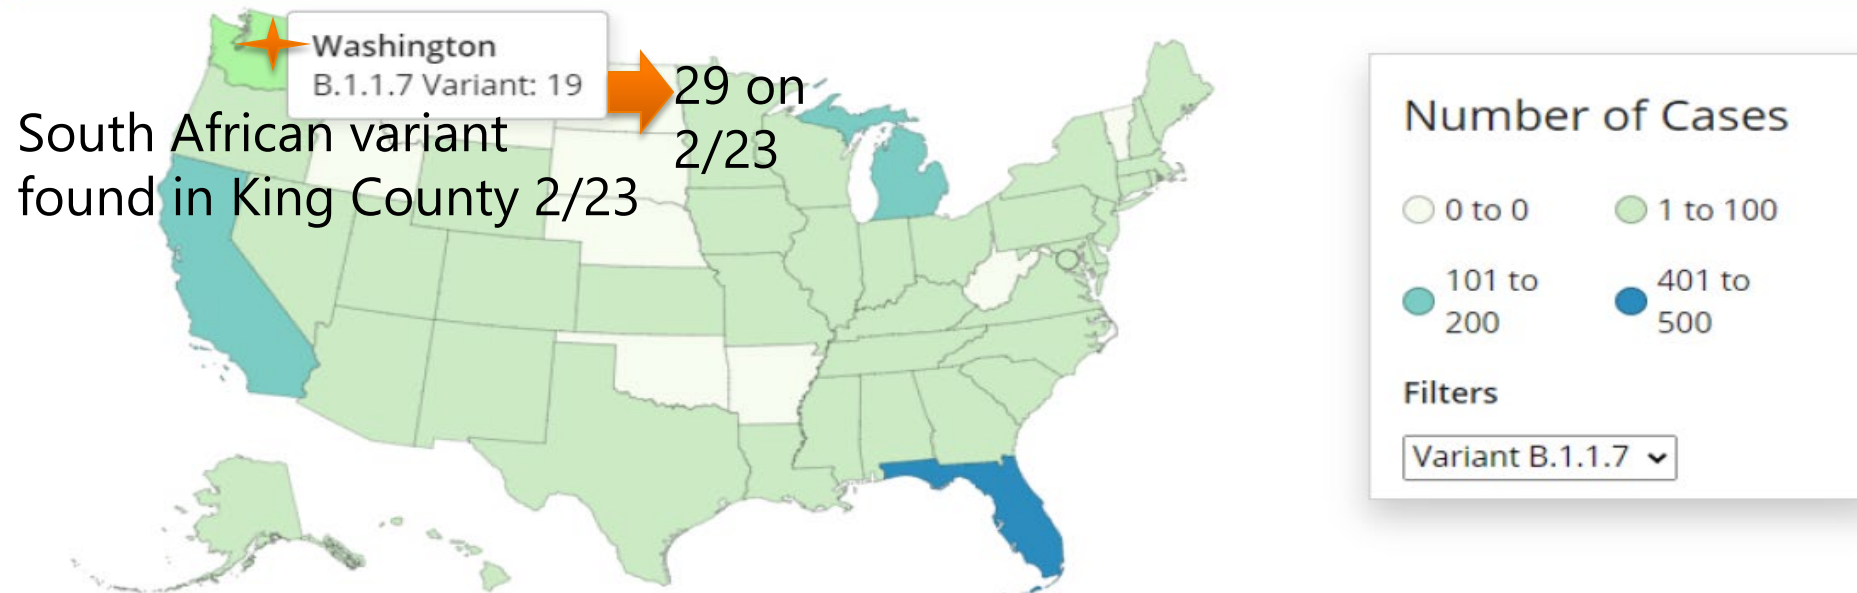 Washington
B.1.1.7 Variant: 19
29 on
2/23
South African variant
found in King County 2/23
Number of Cases
0 to 0
1 to 100
101 to
200
401 to
500
Filters
Variant B.1.1.7